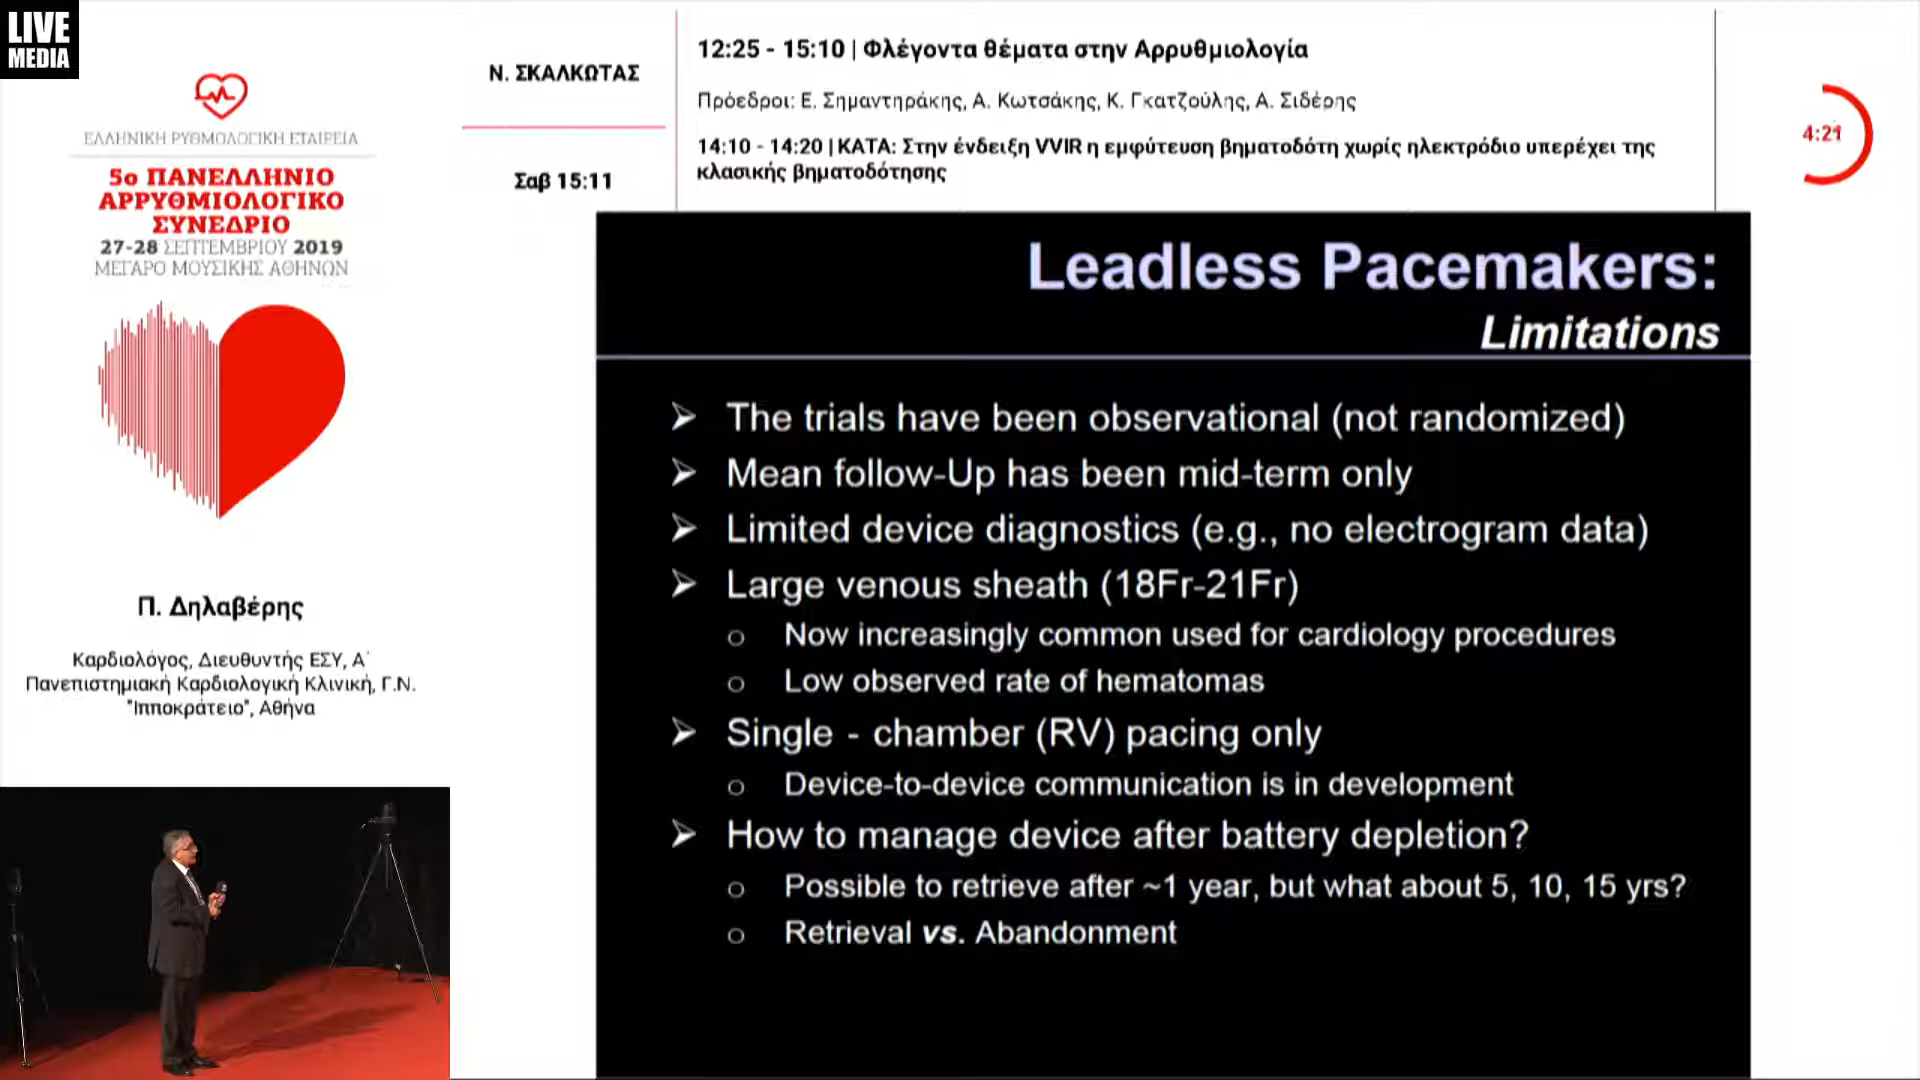 LIVE
MEDIA
ΕΛΛΗΝΙΚΗ ΡΥΘΜΟΛΟΓΙΚΗ ΕΤΑΙΡΕΙΑ
5ο ΠΑΝΕΛΛΗΝΙΟ
ΑΡΡΥΘΜΙΟΛΟΓΙΚΟ
ΣΥΝΕΔΡΙΟ
27-28 ΣΕΠΤΕΜΒΡΙΟΥ 2019
ΜΕΓΑΡΟ ΜΟΥΣΙΚΗΣ ΑΘΗΝΩΝ
Π. Δηλαβέρης
Καρδιολόγος, Διευθυντής ΕΣΥ, Α΄
Πανεπιστημιακή Καρδιολογική Κλινική, Γ.Ν.
"Ιπποκράτειο", Αθήνα
Ν. ΣΚΑΛΚΩΤΑΣ
Σαβ 15:11
12:25 - 15:10 | Φλέγοντα θέματα στην Αρρυθμιολογία
Πρόεδροι: Ε. Σημαντηράκης, Α. Κωτσάκης, Κ. Γκατζούλης, Α. Σιδέρης
14:10 - 14:20 | ΚΑΤΑ: Στην ένδειξη VVIR η εμφύτευση βηματοδότη χωρίς ηλεκτρόδιο υπερέχει της
κλασικής βηματοδότησης
4:21
Leadless Pacemakers:
Limitations
➤ The trials have been observational (not randomized)
➤ Mean follow-Up has been mid-term only
➤ Limited device diagnostics (e.g., no electrogram data)
➤ Large venous sheath (18Fr-21Fr)
o Now increasingly common used for cardiology procedures
o Low observed rate of hematomas
➤ Single - chamber (RV) pacing only
o Device-to-device communication is in development
➤ How to manage device after battery depletion?
o Possible to retrieve after ~1 year, but what about 5, 10, 15 yrs?
o Retrieval vs. Abandonment